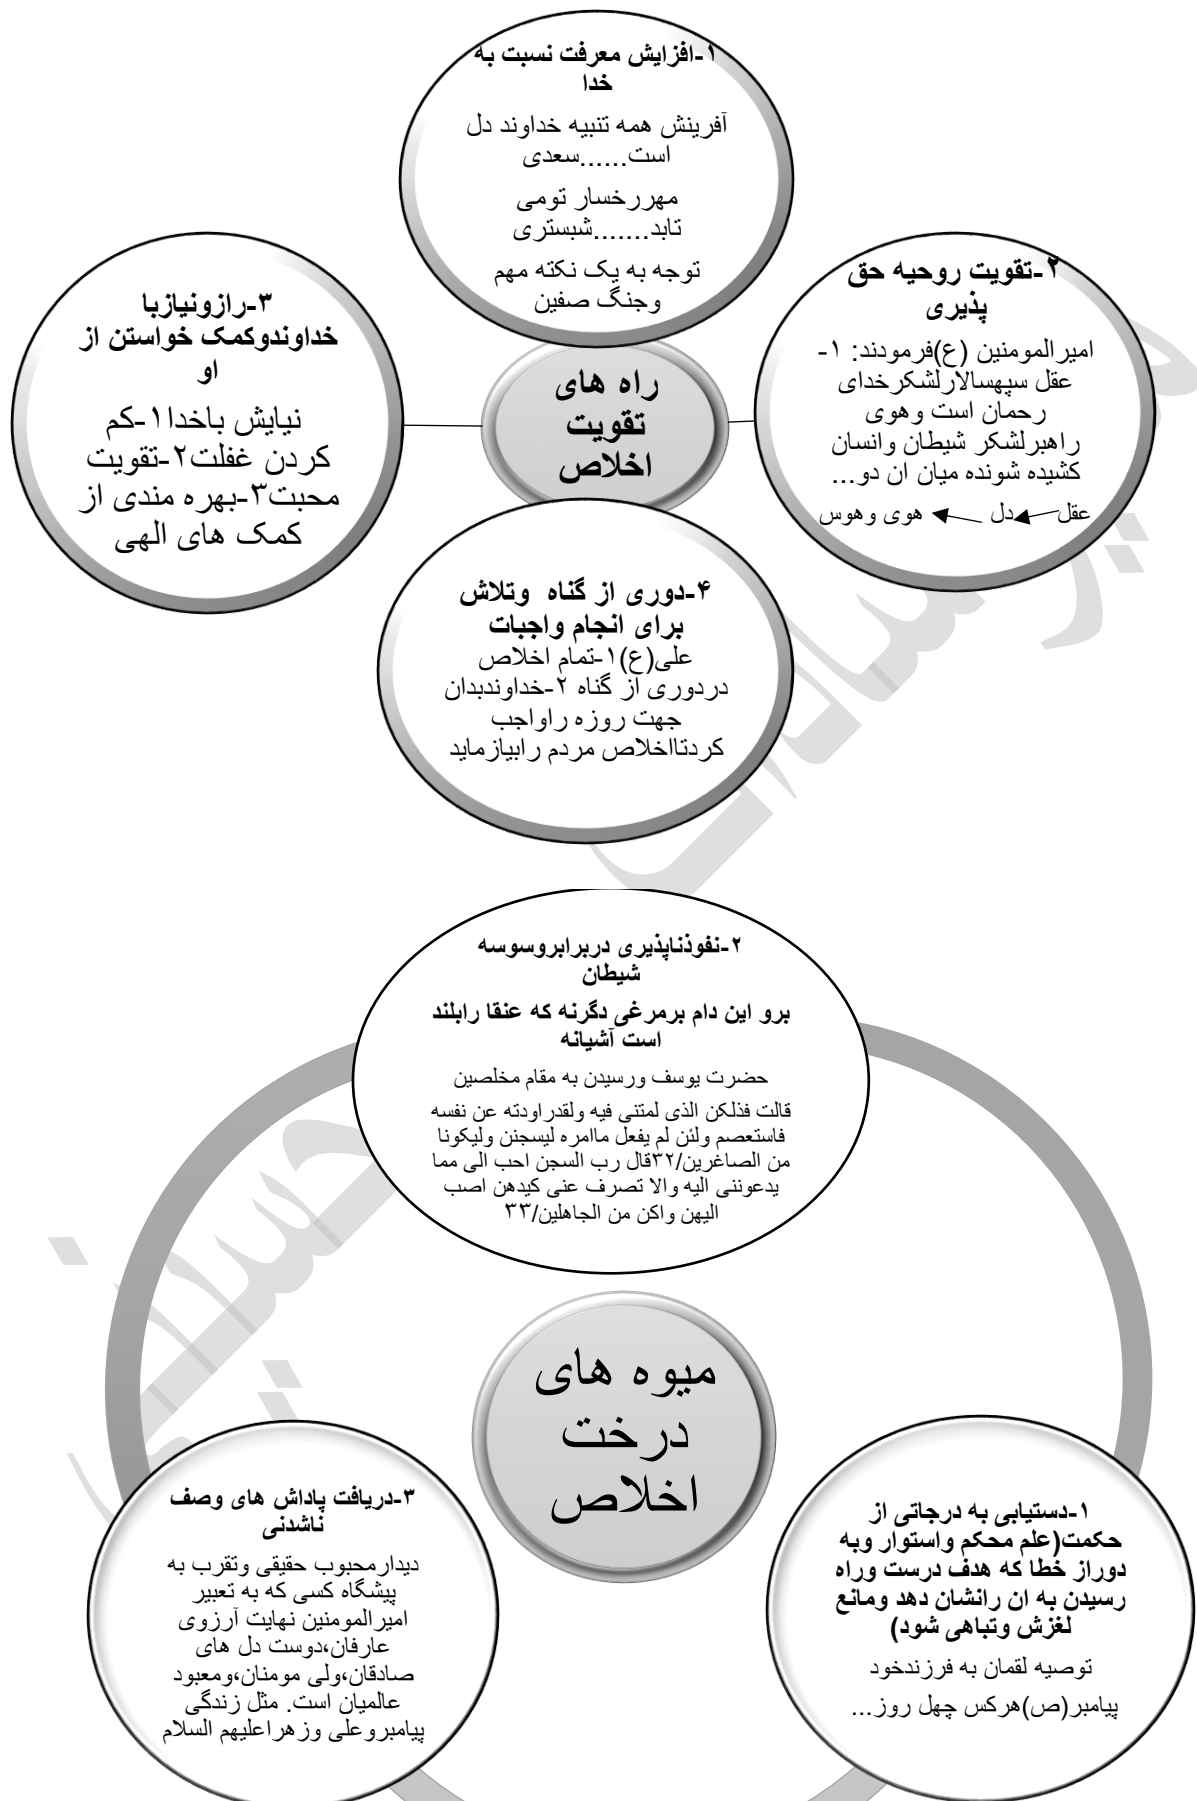 ۱-افزایش معرفت نسبت به
خدا
آفرینش همه تنبیه خداوند دل
است......سعدی
مهررخسار تومی
تابد.......شبستری
توجه به یک نکته مهم
وجنگ صفین
۲-تقویت روحیه حق
پذیری
امیرالمومنین (ع)فرمودند: ۱-
عقل سپهسالارلشکرخدای
رحمان است وهوی
راهبرلشکر شیطان وانسان
کشیده شونده میان ان دو...
عقل دل هوی وهوس
۳-رازونیازبا
خداوندوکمک خواستن از
او
نیایش باخدا۱-کم
کردن غفلت۲-تقویت
محبت۳-بهره مندی از
کمک های الهی
راه های
تقویت
اخلاص
۴-دوری از گناه وتلاش
برای انجام واجبات
علی(ع)۱-تمام اخلاص
دردوری از گناه ۲-خداوندبدان
جهت روزه راواجب
کردتااخلاص مردم رابیازماید
۲-نفوذناپذیری دربرابروسوسه
شیطان
برو این دام برمرغی دگرنه که عنقا رابلند
است آشیانه
حضرت یوسف ورسیدن به مقام مخلصین
قالت فذلکن الذی لمتنی فیه ولقدراودته عن نفسه
فاستعصم ولئن لم یفعل ماامره لیسجنن ولیکونا
من الصاغرین/۳۲قال رب السجن احب الی مما
یدعوننی الیه والا تصرف عنی کیدهن اصب
الیهن واکن من الجاهلین/۳۳
میوه های
درخت
اخلاص
۱-دستیابی به درجاتی از
حکمت(علم محکم واستوار وبه
دوراز خطا که هدف درست وراه
رسیدن به ان رانشان دهد ومانع
لغزش وتباهی شود)
توصیه لقمان به فرزندخود
پیامبر(ص)هرکس چهل روز...
۳-دریافت پاداش های وصف
ناشدنی
دیدارمحبوب حقیقی وتقرب به
پیشگاه کسی که به تعبیر
امیرالمومنین نهایت آرزوی
عارفان،دوست دل های
صادقان،ولی مومنان،ومعبود
عالمیان است. مثل زندگی
پیامبروعلی وزهراعلیهم السلام